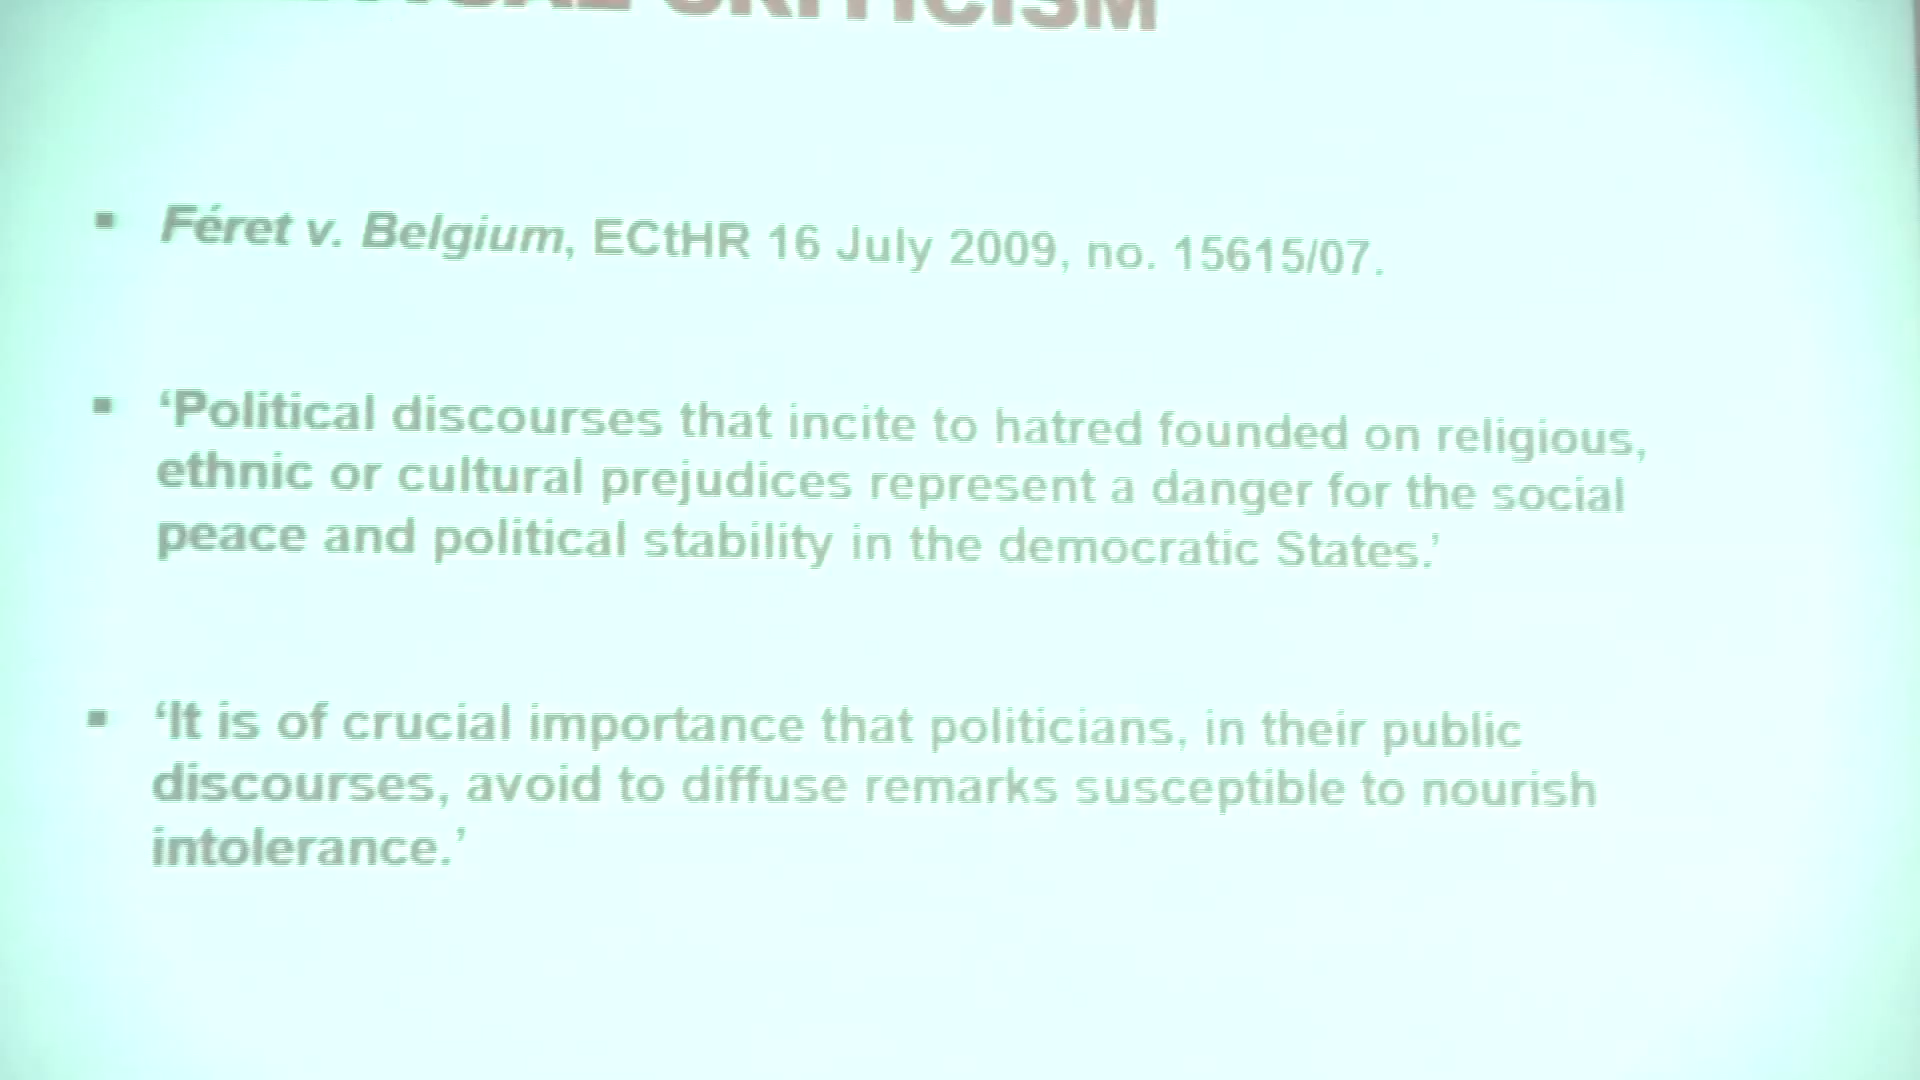 CRITICISM
▪ Féret v. Belgium, ECtHR 16 July 2009, no. 15615/07.
▪ ‘Political discourses that incite to hatred founded on religious,
ethnic or cultural prejudices represent a danger for the social
peace and political stability in the democratic States.’
▪ ‘It is of crucial importance that politicians, in their public
discourses, avoid to diffuse remarks susceptible to nourish
intolerance.’